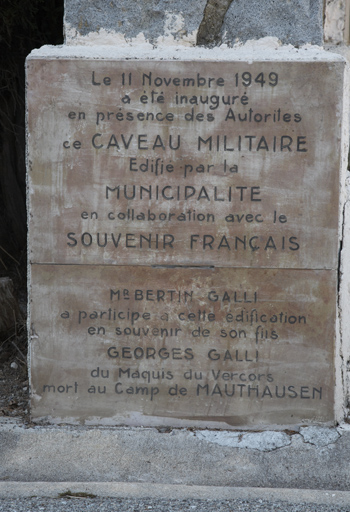 Le 11 Novembre 1949
a été inauguré
en présence des Autorites
ce CAVEAU MILITAIRE
Edifie par la
MUNICIPALITE
en collaboration avec le
SOUVENIR FRANÇAIS
MR BERTIN GALLI
a participé a cette édification
en souvenir de son fils
GEORGES GALLI
du Maquis du Vercors
mort au Camp de MAUTHAUSEN